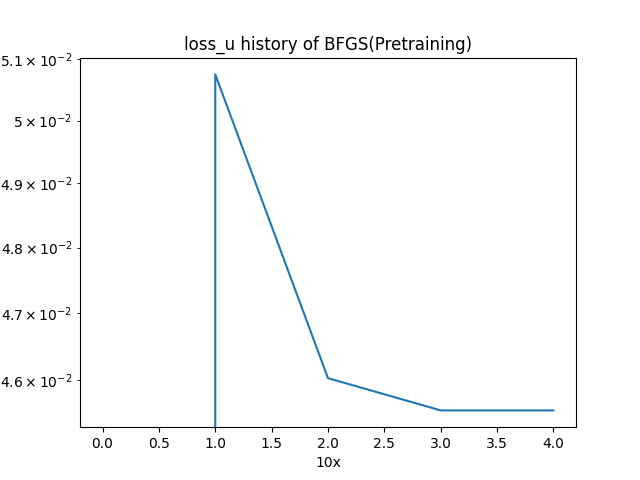 loss_u history of BFGS(Pretraining)
5.1 × 10⁻²
5 × 10⁻²
4.9 × 10⁻²
4.8 × 10⁻²
4.7 × 10⁻²
4.6 × 10⁻²
0.0 0.5 1.0 1.5 2.0 2.5 3.0 3.5 4.0
10x